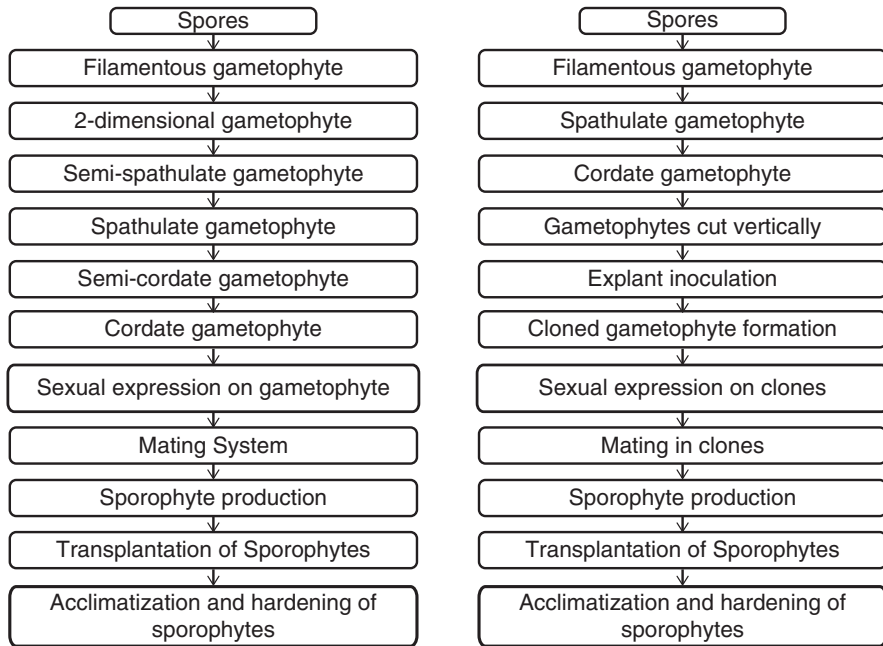 Spores
Filamentous gametophyte
2-dimensional gametophyte
Semi-spathulate gametophyte
Spathulate gametophyte
Semi-cordate gametophyte
Cordate gametophyte
Sexual expression on gametophyte
Mating System
Sporophyte production
Transplantation of Sporophytes
Acclimatization and hardening of
sporophytes
Spores
Filamentous gametophyte
Spathulate gametophyte
Cordate gametophyte
Gametophytes cut vertically
Explant inoculation
Cloned gametophyte formation
Sexual expression on clones
Mating in clones
Sporophyte production
Transplantation of Sporophytes
Acclimatization and hardening of
sporophytes